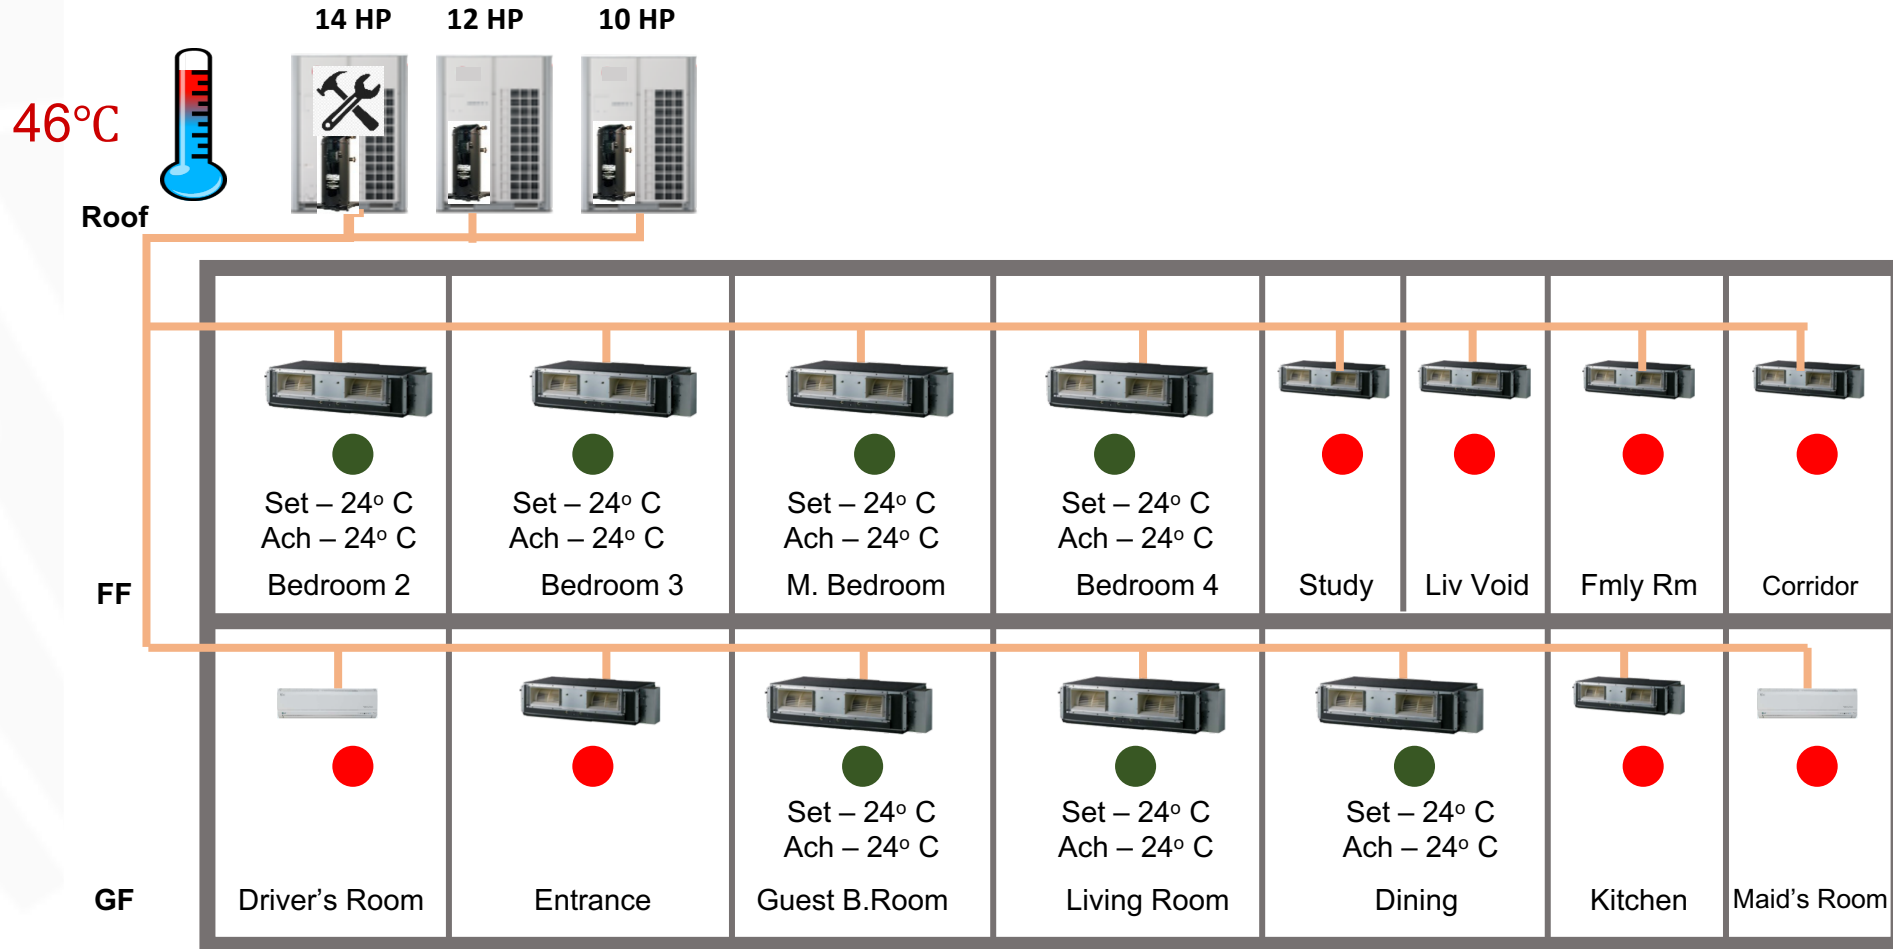 14 HP 12 HP 10 HP
46°C
Roof
Set – 24° C Set – 24° C Set – 24° C Set – 24° C
Ach – 24° C Ach – 24° C Ach – 24° C Ach – 24° C
FF Bedroom 2 Bedroom 3 M. Bedroom Bedroom 4 Study Liv Void Fmly Rm Corridor
Set – 24° C Set – 24° C Set – 24° C
Ach – 24° C Ach – 24° C Ach – 24° C
GF Driver’s Room Entrance Guest B.Room Living Room Dining Kitchen Maid’s Room